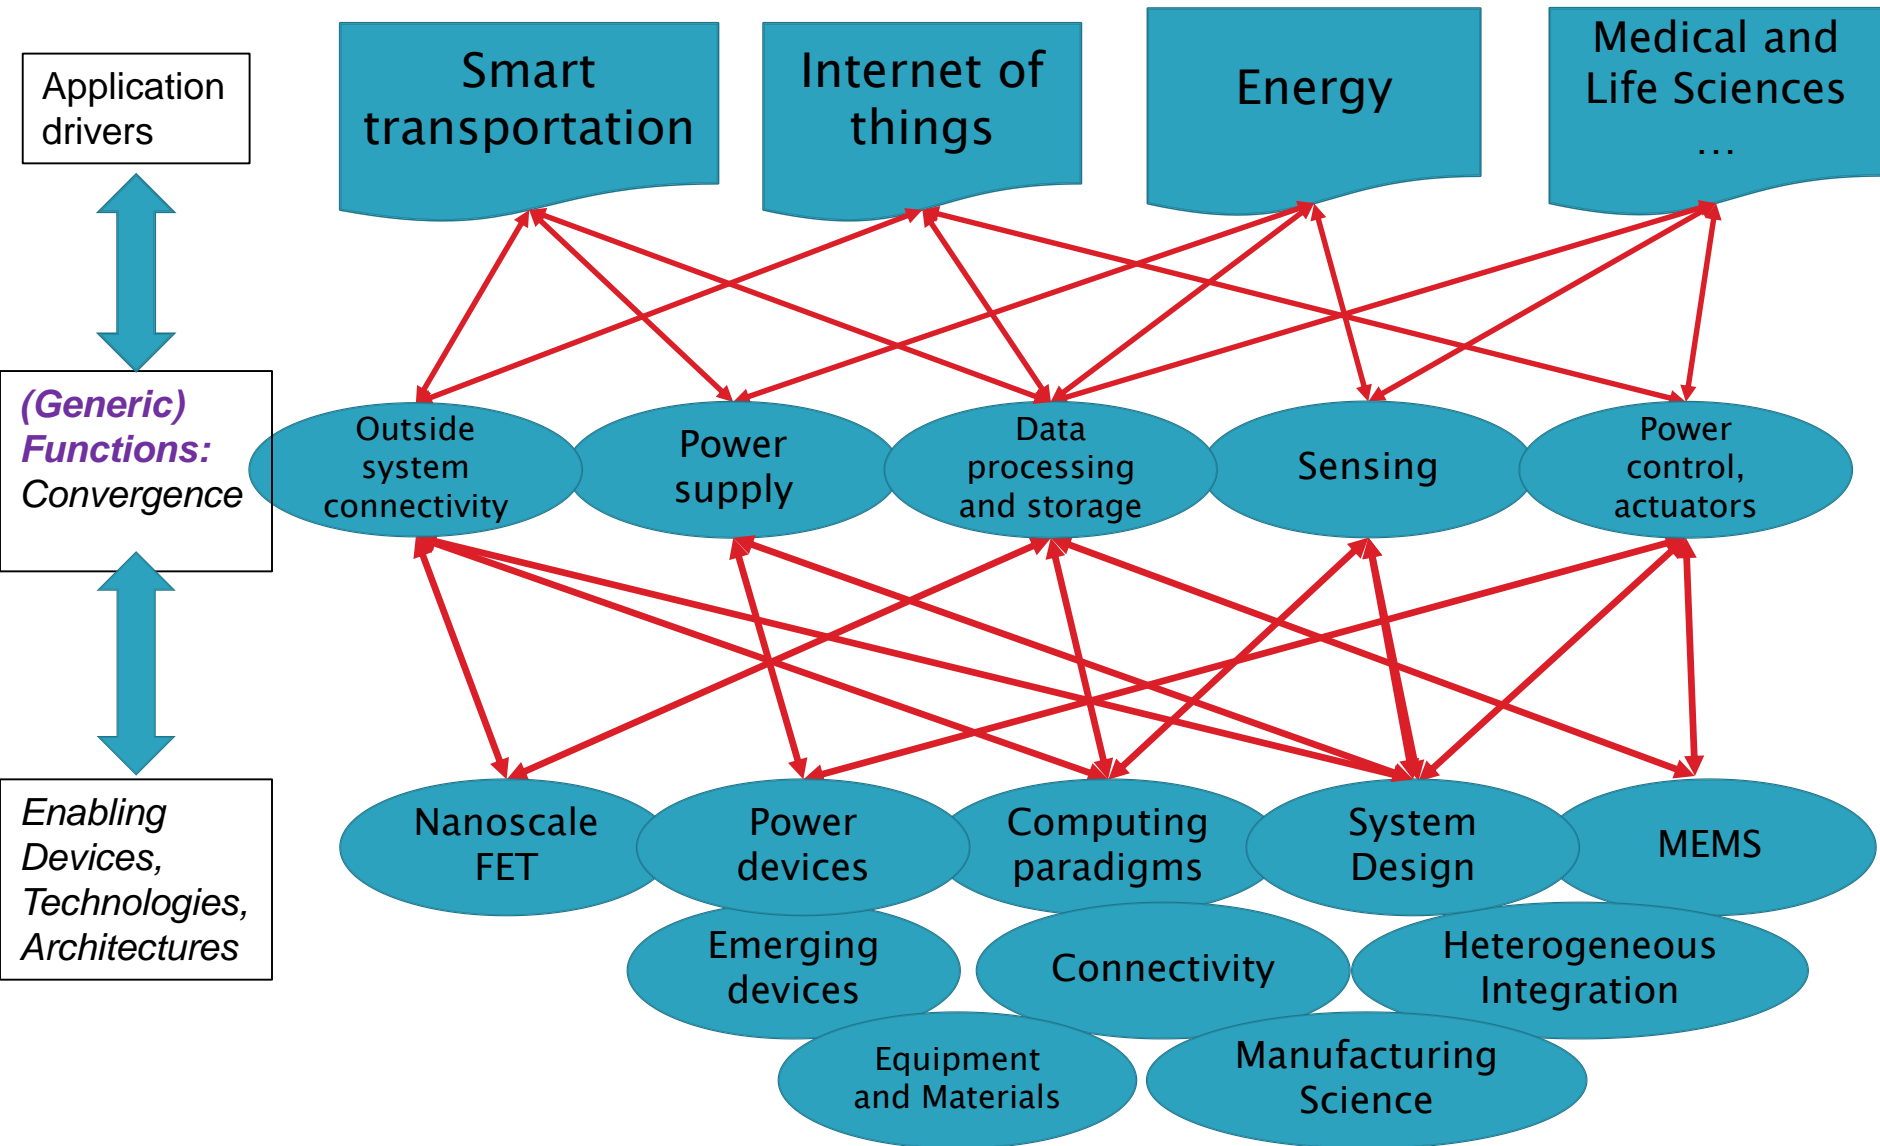 Application
drivers
Smart
transportation
Internet of
things
Energy
Medical and
Life Sciences
…
(Generic)
Functions:
Convergence
Outside
system
connectivity
Power
supply
Data
processing
and storage
Sensing
Power
control,
actuators
Enabling
Devices,
Technologies,
Architectures
Nanoscale
FET
Power
devices
Computing
paradigms
System
Design
MEMS
Emerging
devices
Connectivity
Heterogeneous
Integration
Equipment
and Materials
Manufacturing
Science